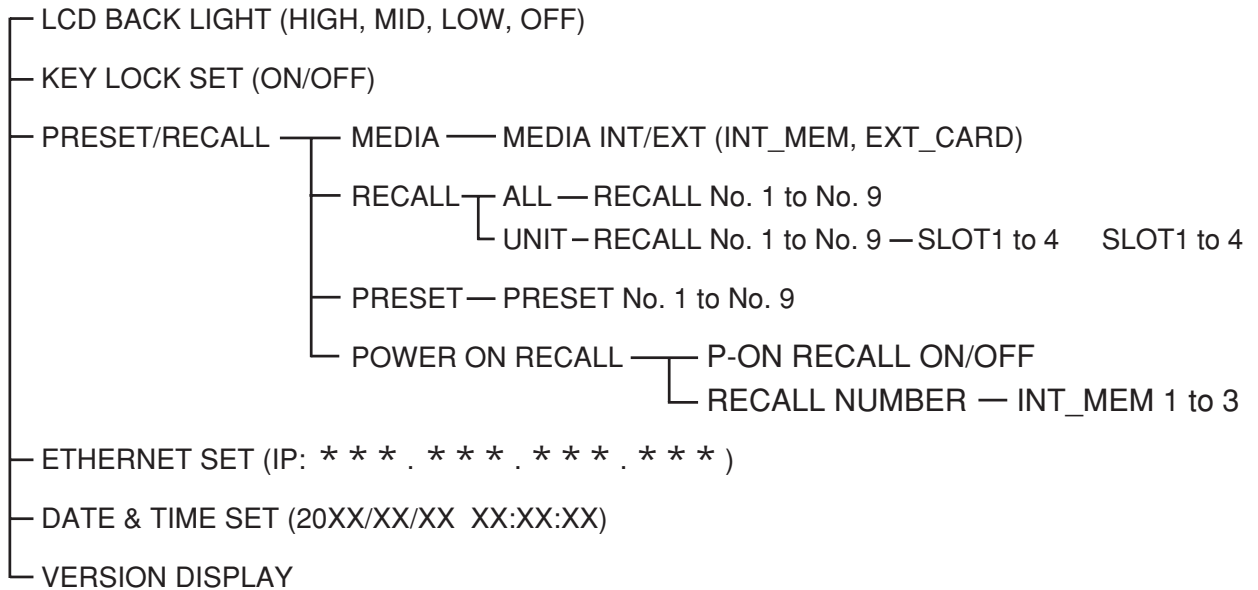 LCD BACK LIGHT (HIGH, MID, LOW, OFF)
KEY LOCK SET (ON/OFF)
PRESET/RECALL MEDIA MEDIA INT/EXT (INT_MEM, EXT_CARD)
RECALL ALL RECALL No. 1 to No. 9
UNIT RECALL No. 1 to No. 9 SLOT1 to 4 SLOT1 to 4
PRESET PRESET No. 1 to No. 9
POWER ON RECALL P-ON RECALL ON/OFF
RECALL NUMBER INT_MEM 1 to 3
ETHERNET SET (IP: * * * . * * * . * * * . * * * )
DATE & TIME SET (20XX/XX/XX XX:XX:XX)
VERSION DISPLAY